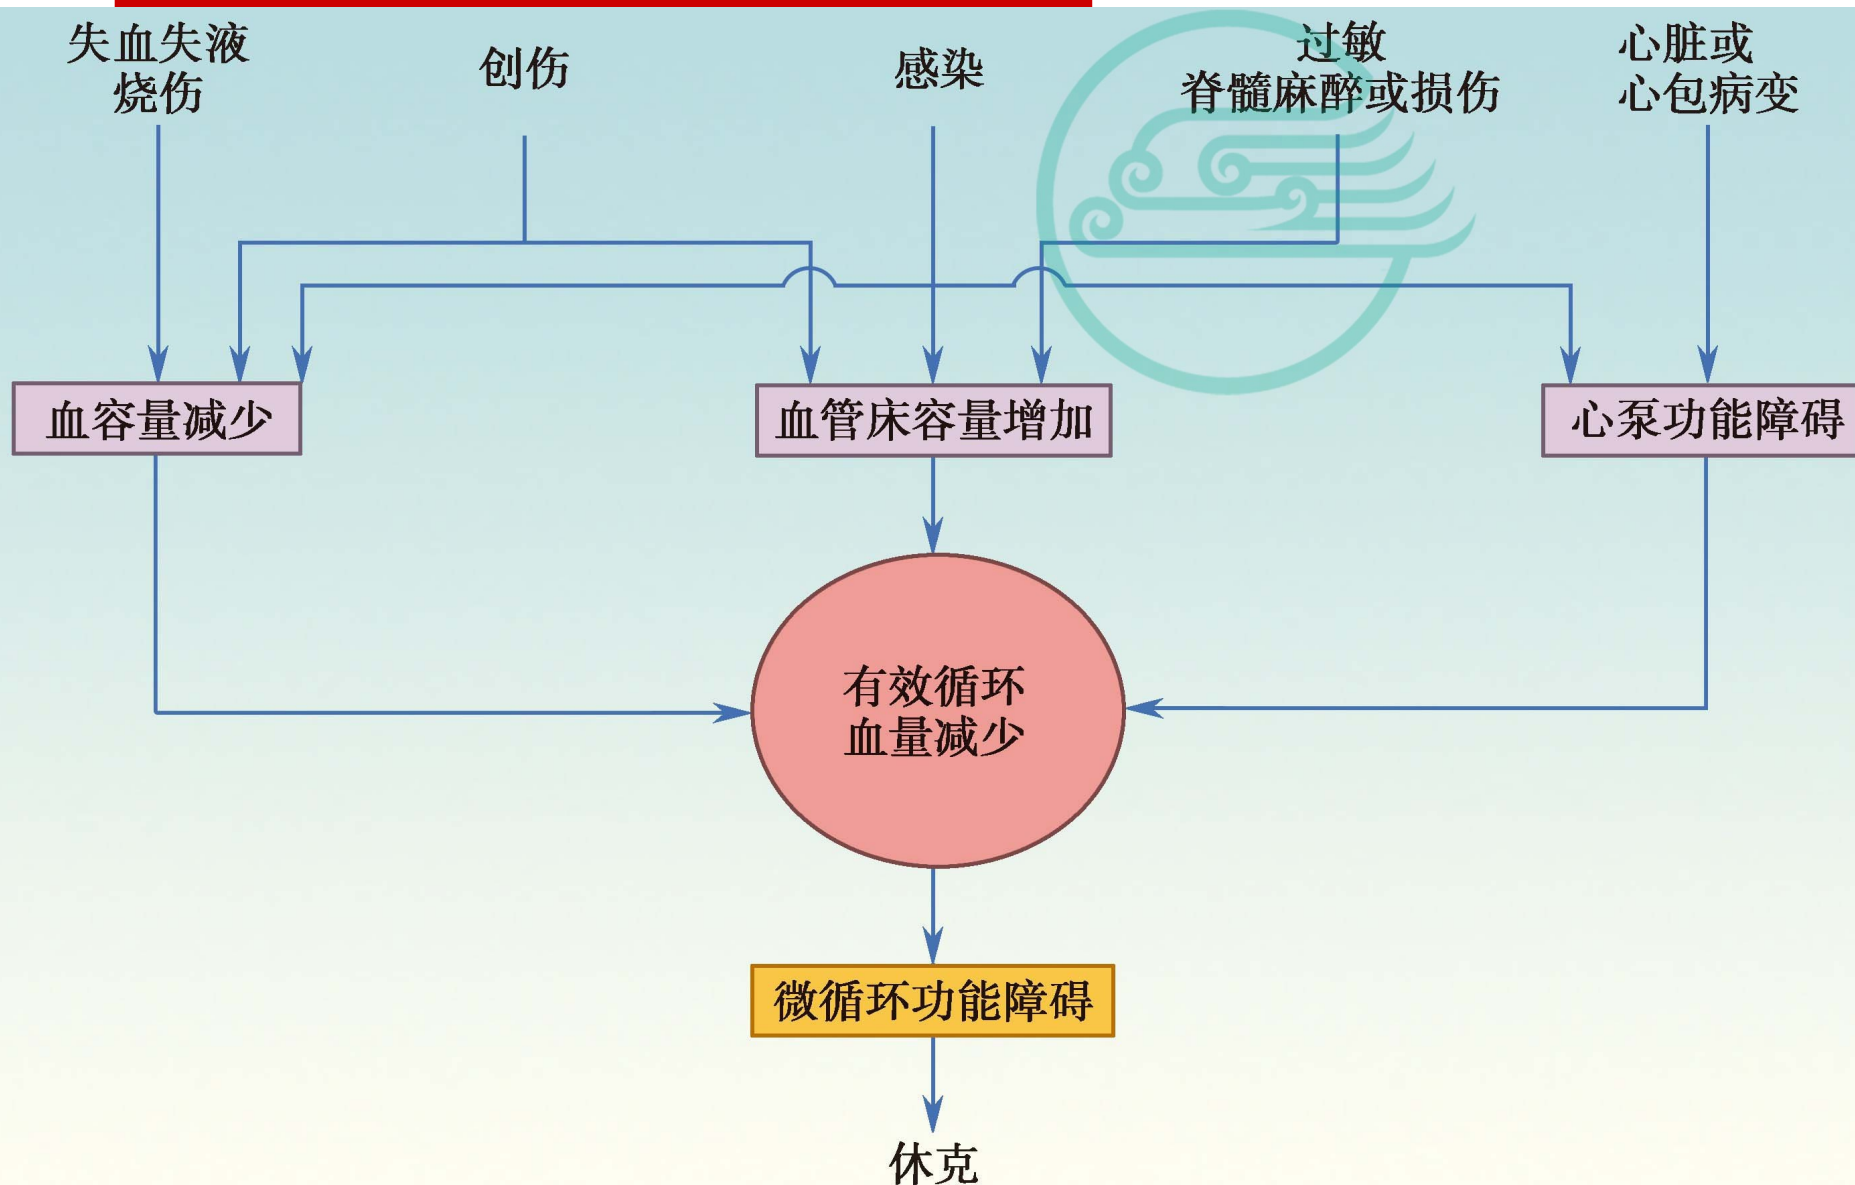 失血失液
烧伤
创伤
感染
过敏
脊髓麻醉或损伤
心脏或
心包病变
血容量减少
血管床容量增加
心泵功能障碍
有效循环
血量减少
微循环功能障碍
休克